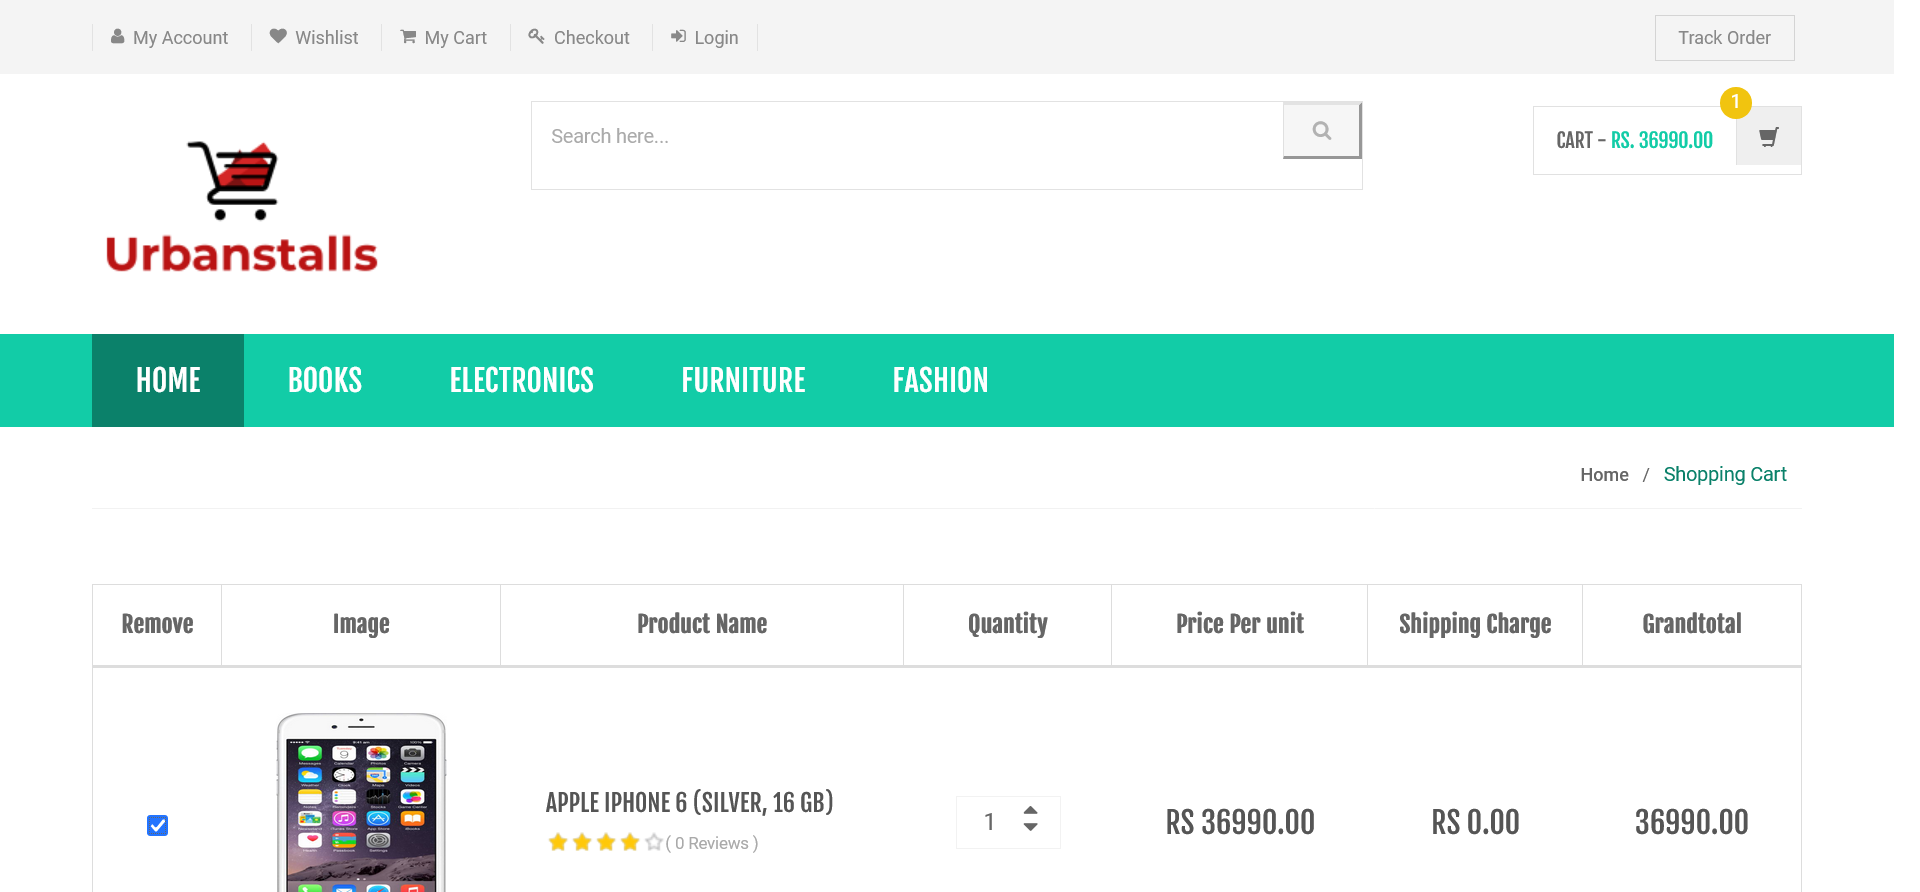 My Account
Wishlist
My Cart
Checkout
Login
Track Order
Urbanstalls
Search here...
CART - RS. 36990.00
1
HOME
BOOKS
ELECTRONICS
FURNITURE
FASHION
Home / Shopping Cart
Remove
Image
Product Name
Quantity
Price Per unit
Shipping Charge
Grandtotal
APPLE IPHONE 6 (SILVER, 16 GB)
( 0 Reviews )
1
RS 36990.00
RS 0.00
36990.00